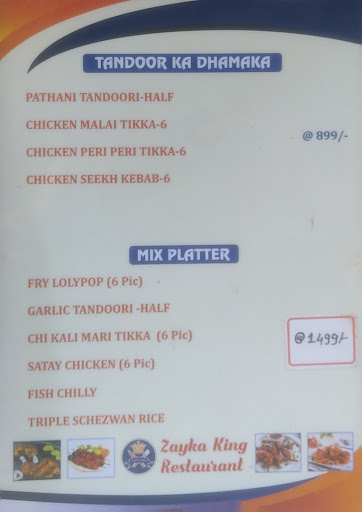 TANDOOR KA DHAMAKA
PATHANI TANDOORI-HALF
CHICKEN MALAI TIKKA-6
@ 899/-
CHICKEN PERI PERI TIKKA-6
CHICKEN SEEKH KEBAB-6
MIX PLATTER
FRY LOLYPOP (6 Pic)
GARLIC TANDOORI -HALF
CHI KALI MARI TIKKA (6 Pic)
@1499/-
SATAY CHICKEN (6 Pic)
FISH CHILLY
TRIPLE SCHEZWAN RICE
Zayka King
Restaurant